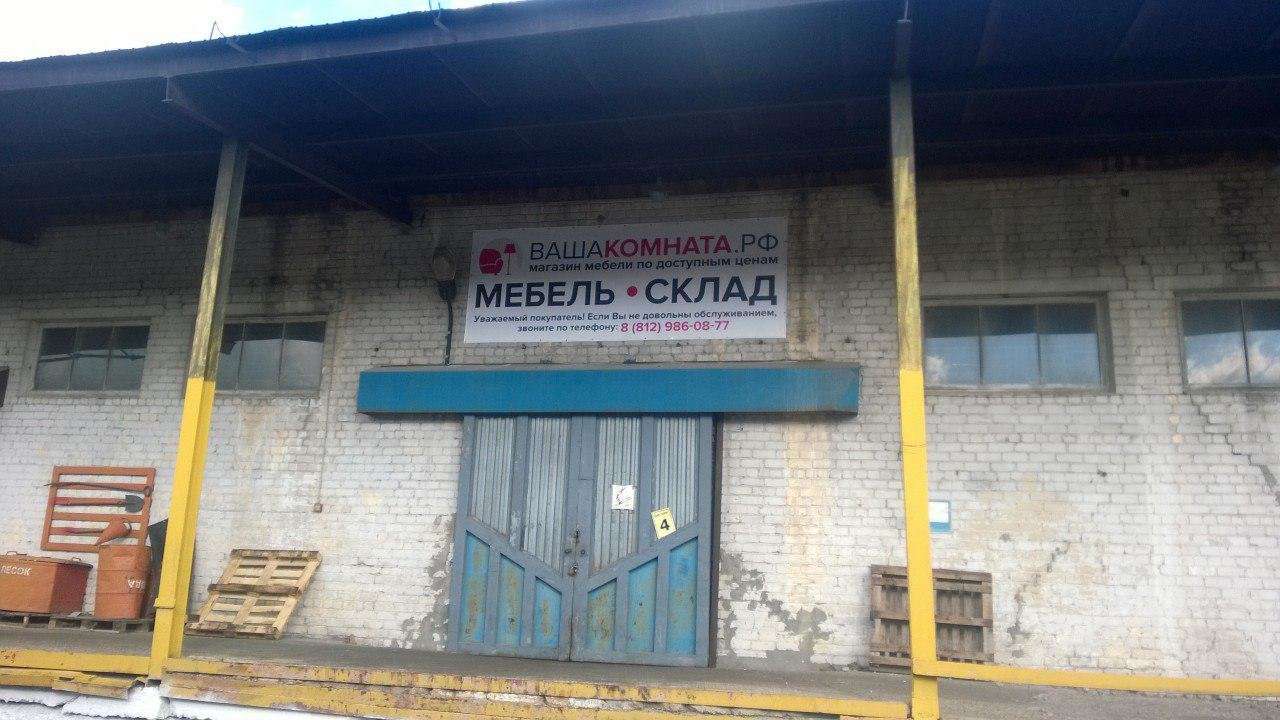 ВАШАКОМНАТА.РФ
магазин мебели по доступным ценам
МЕБЕЛЬ • СКЛАД
Уважаемый покупатель! Если Вы не довольны обслуживанием,
звоните по телефону 8 (812) 986-08-77
4
ПЕСОК